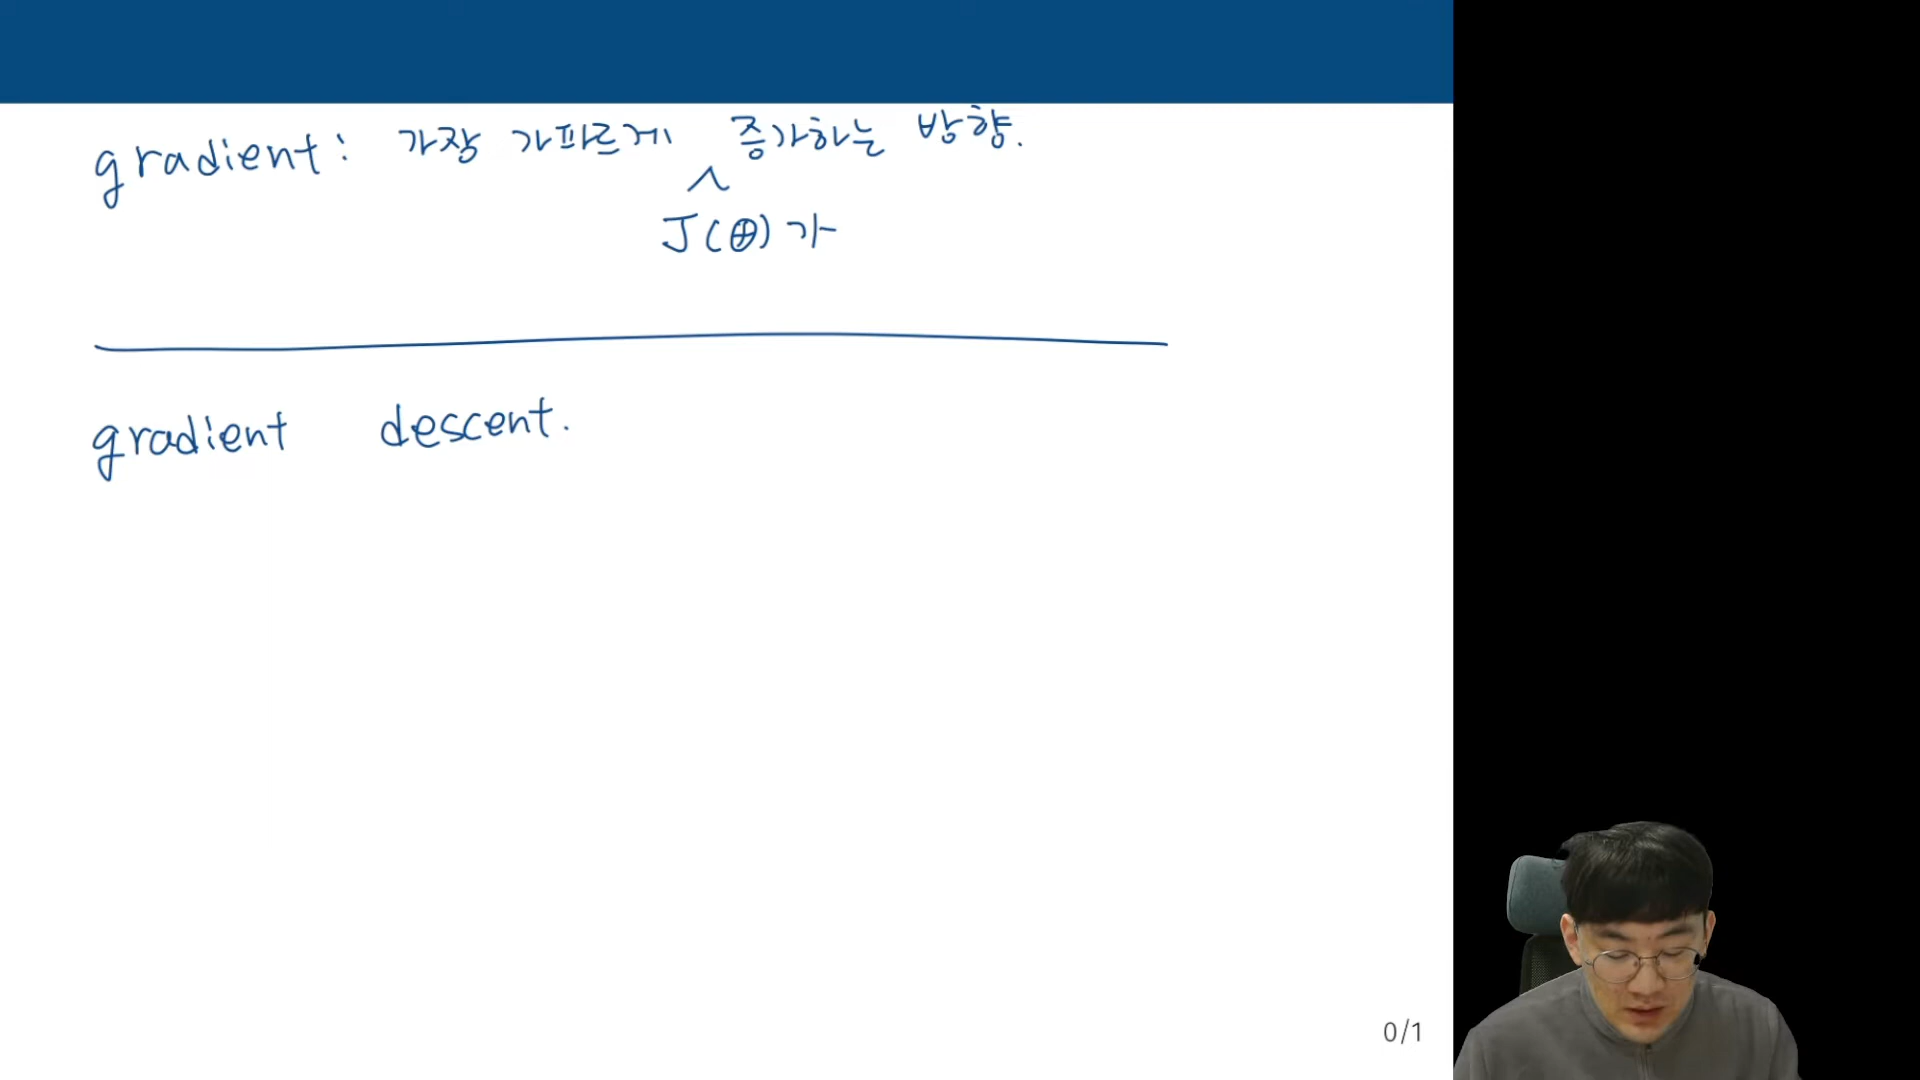 gradient: 가장 가파르게 증가하는 방향.
^
J(⊕)가
gradient descent.
0/1